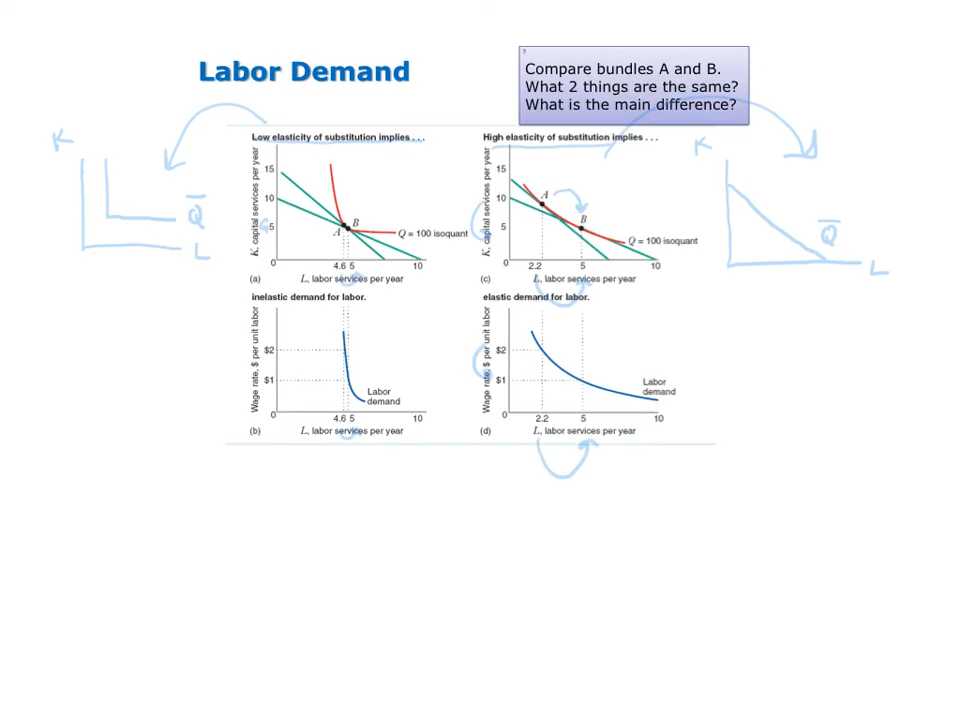 Labor Demand
?
Compare bundles A and B.
What 2 things are the same?
What is the main difference?
Low elasticity of substitution implies . . .
K, capital services per year
15
10
5
0
A
B
Q = 100 isoquant
4.6 5
10
(a)
L, labor services per year
High elasticity of substitution implies . . .
K, capital services per year
15
10
5
0
A
B
Q = 100 isoquant
2.2
5
10
(c)
L, labor services per year
inelastic demand for labor.
Wage rate, $ per unit labor
$2
$1
0
Labor
demand
4.6 5
10
(b)
L, labor services per year
elastic demand for labor.
Wage rate, $ per unit labor
$2
$1
0
Labor
demand
2.2
5
10
(d)
L, labor services per year
K
Q̅
L
K
Q̅
L